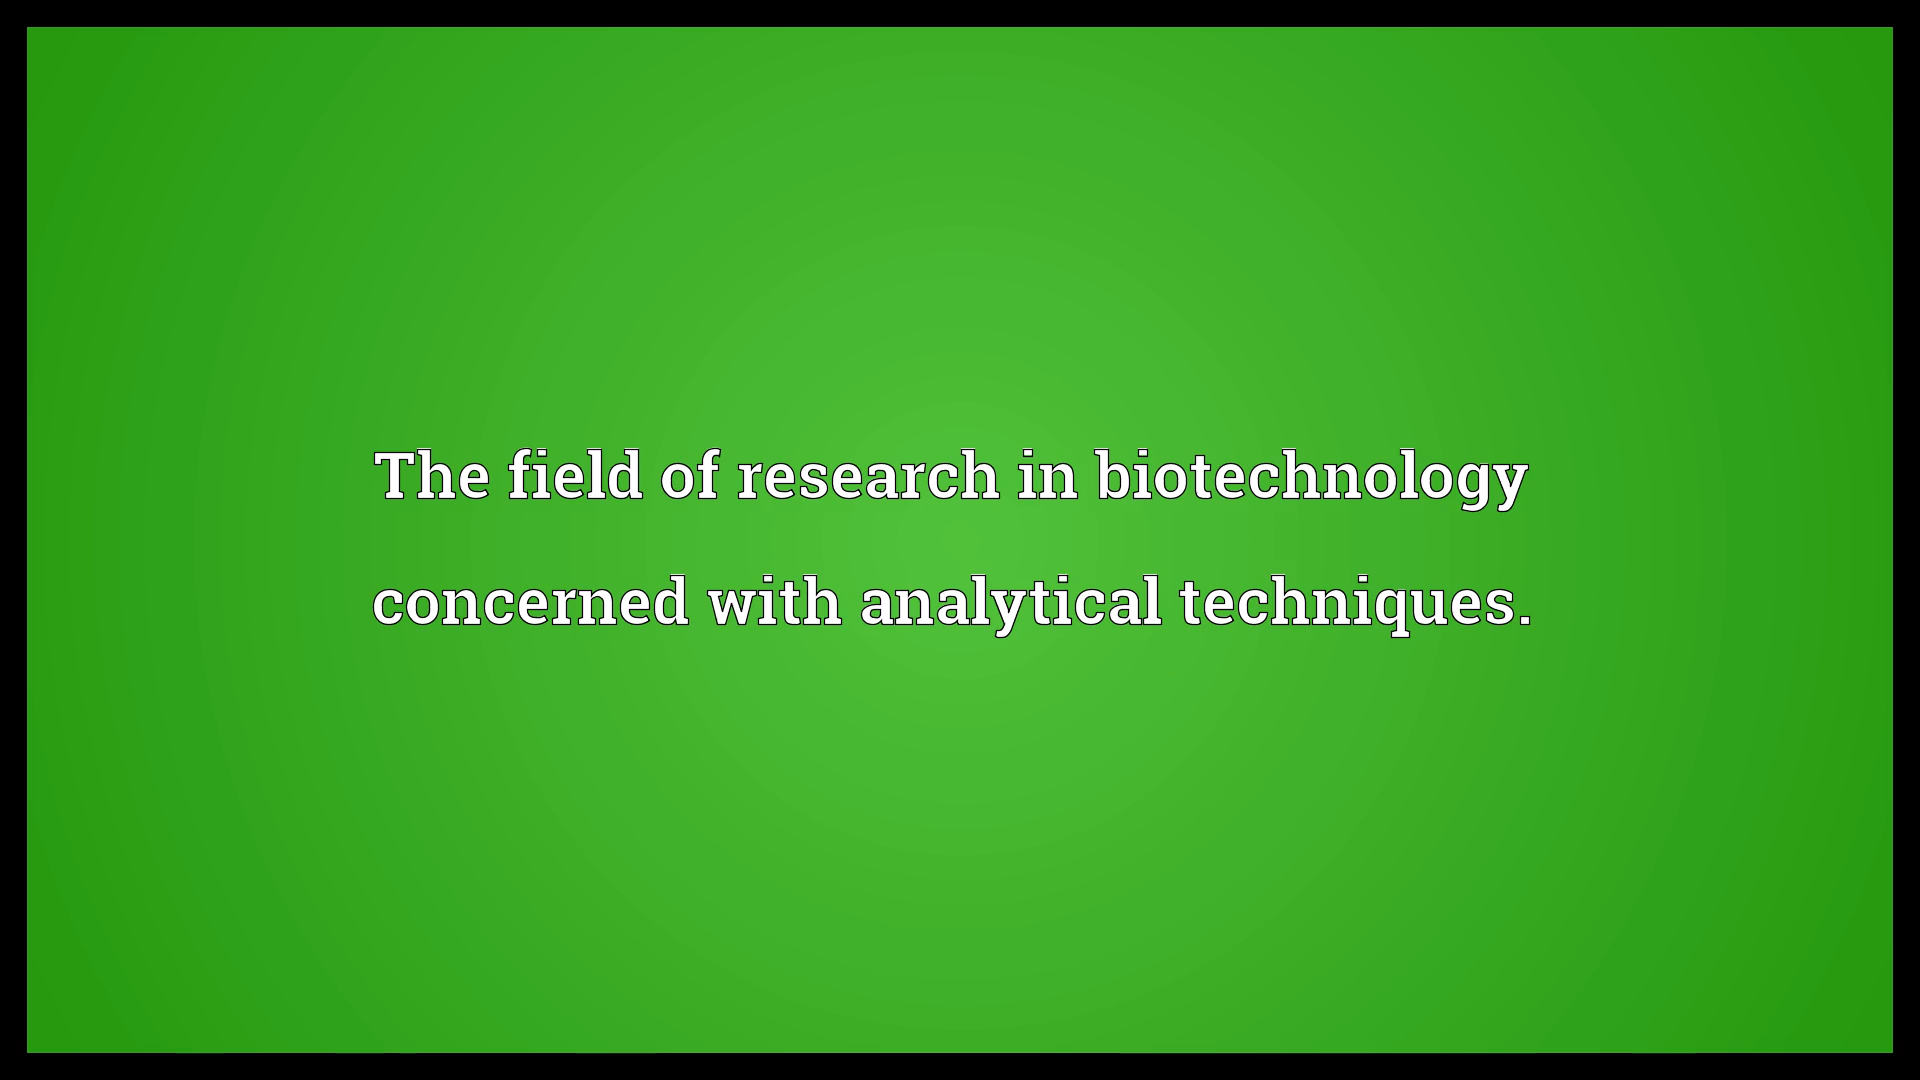 The field of research in biotechnology
concerned with analytical techniques.